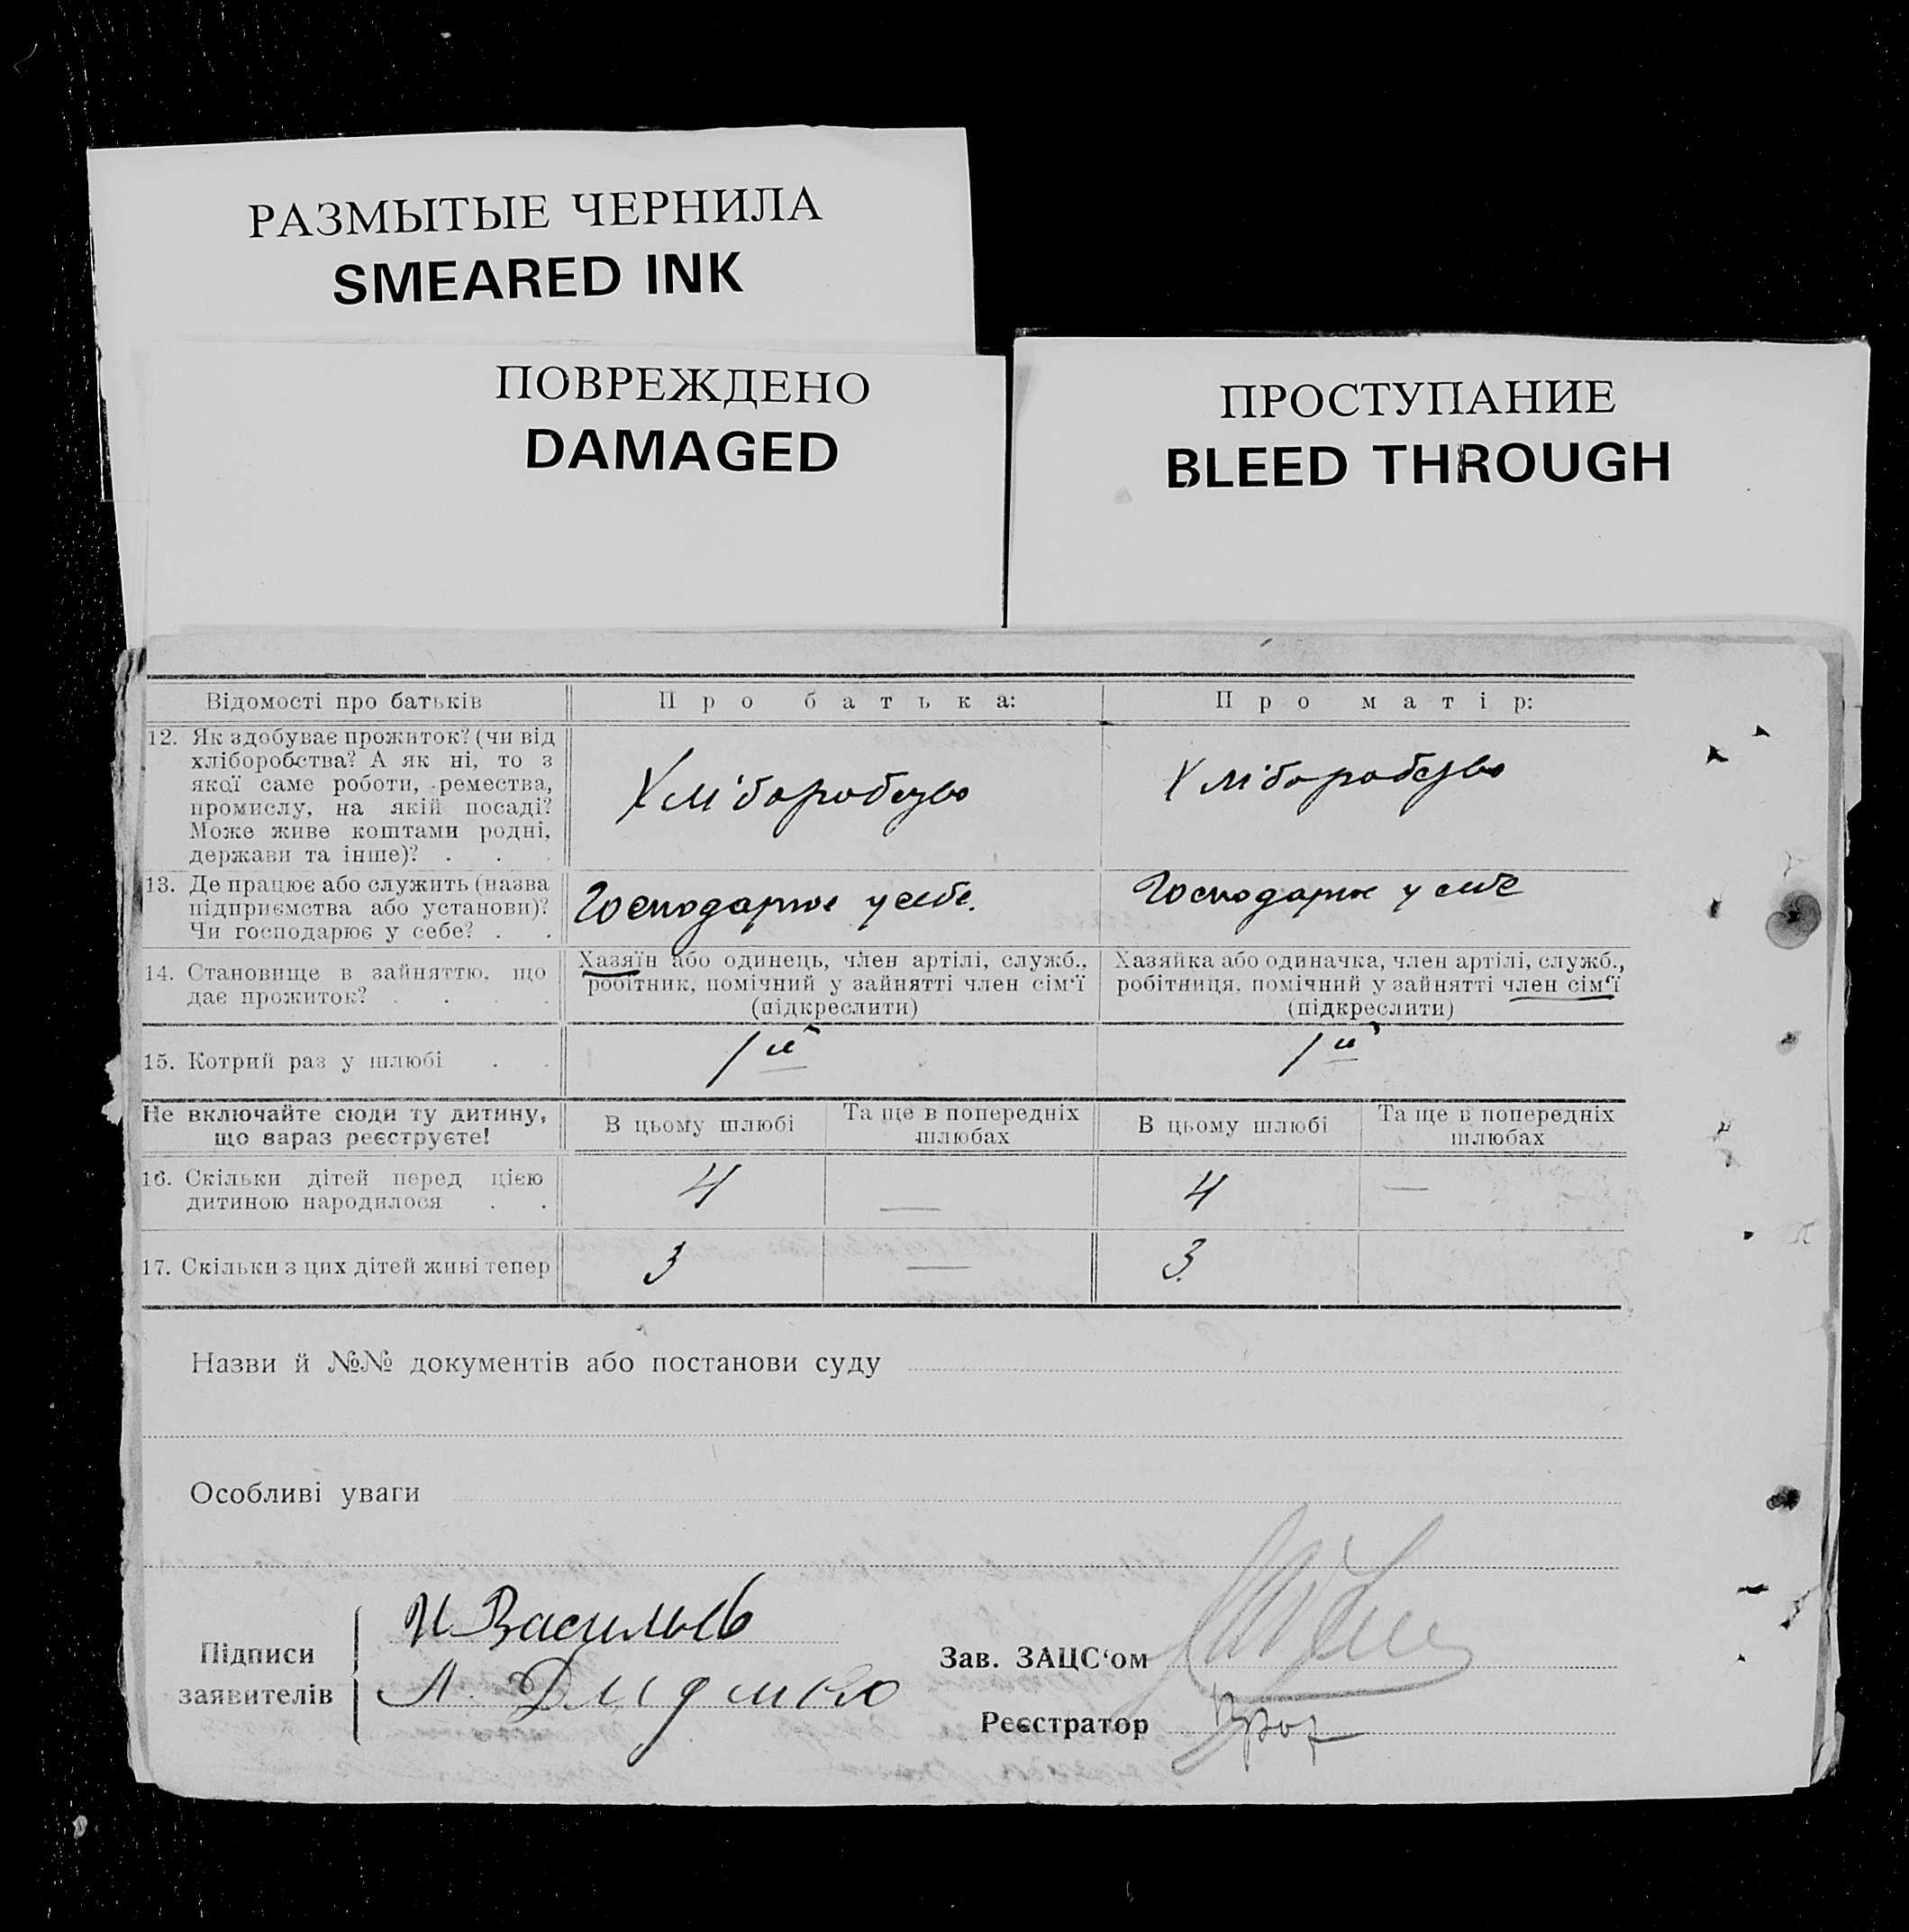 РАЗМЫТЫЕ ЧЕРНИЛА
SMEARED INK
ПОВРЕЖДЕНО
DAMAGED
ПРОСТУПАНИЕ
BLEED THROUGH
Відомості про батьків
Про батька:
Про матір:
12. Як здобуває прожиток? (чи від
хліборобства? А як ні, то з
якої саме роботи, ремества,
промислу, на якій посаді?
Може живе коштами родні,
держави та інше)? . . .
Хліборобство
Хліборобство
13. Де працює або служить (назва
підприємства або установи)?
Чи господарює у себе? . .
Господарює у себе.
Господарює у себе
14. Становище в зайняттю, що
дає прожиток? . . . .
Хазяїн або одинець, член артілі, служб.,
робітник, помічний у зайнятті член сім‘ї
(підкреслити)
Хазяйка або одиначка, член артілі, служб.,
робітниця, помічний у зайнятті член сім‘ї
(підкреслити)
15. Котрий раз у шлюбі . .
1й
1й
Не включайте сюди ту дитину,
що вараз реєструєте!
В цьому шлюбі
Та ще в попередніх
шлюбах
В цьому шлюбі
Та ще в попередніх
шлюбах
16. Скільки дітей перед цією
дитиною народилося . .
4
—
4
—
17. Скільки з цих дітей живі тепер
3
—
3.
Назви й №№ документів або постанови суду
Особливі уваги
Підписи
заявителів
И Васильєв
Л.
Зав. ЗАЦС‘ом
Реєстратор